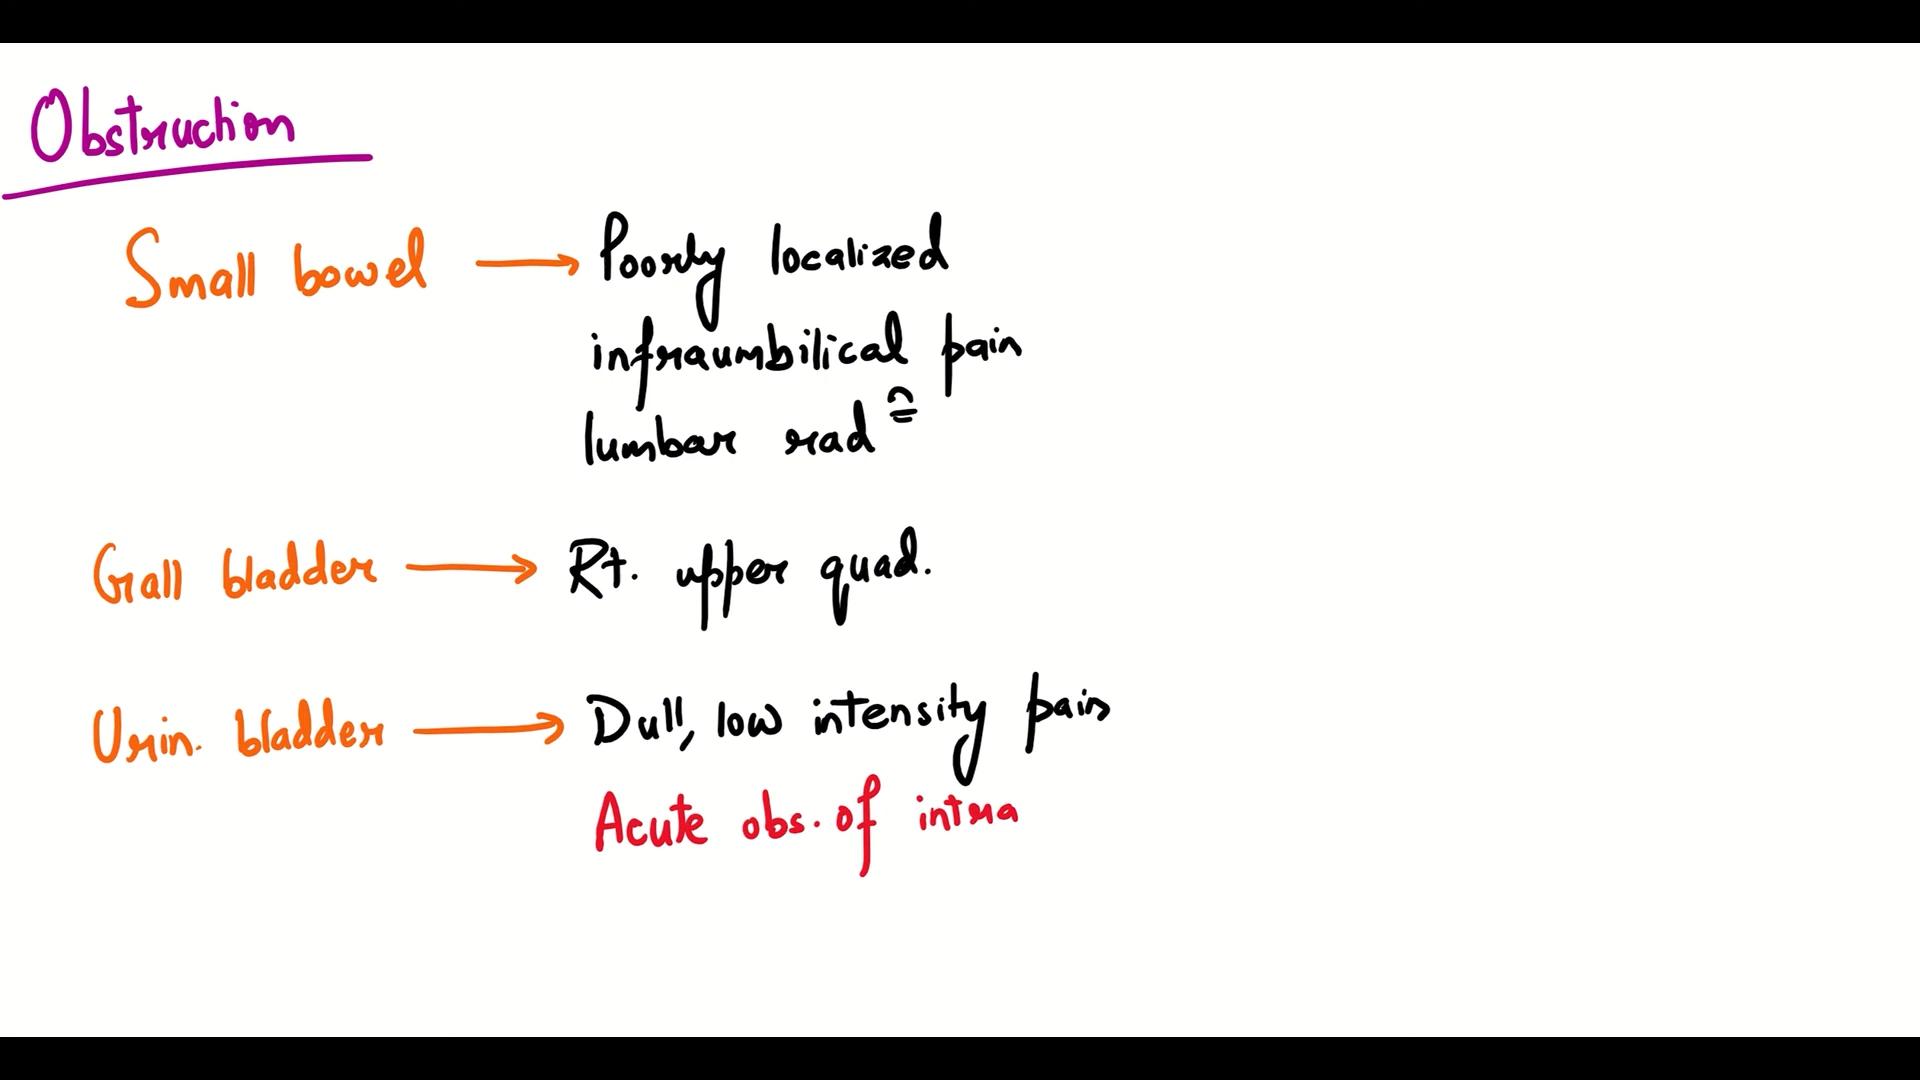 Obstruction
Small bowel → Poorly localized
infraumbilical pain
lumbar radⁿ
Gall bladder → Rt. upper quad.
Urin. bladder → Dull, low intensity pain
Acute obs. of intra